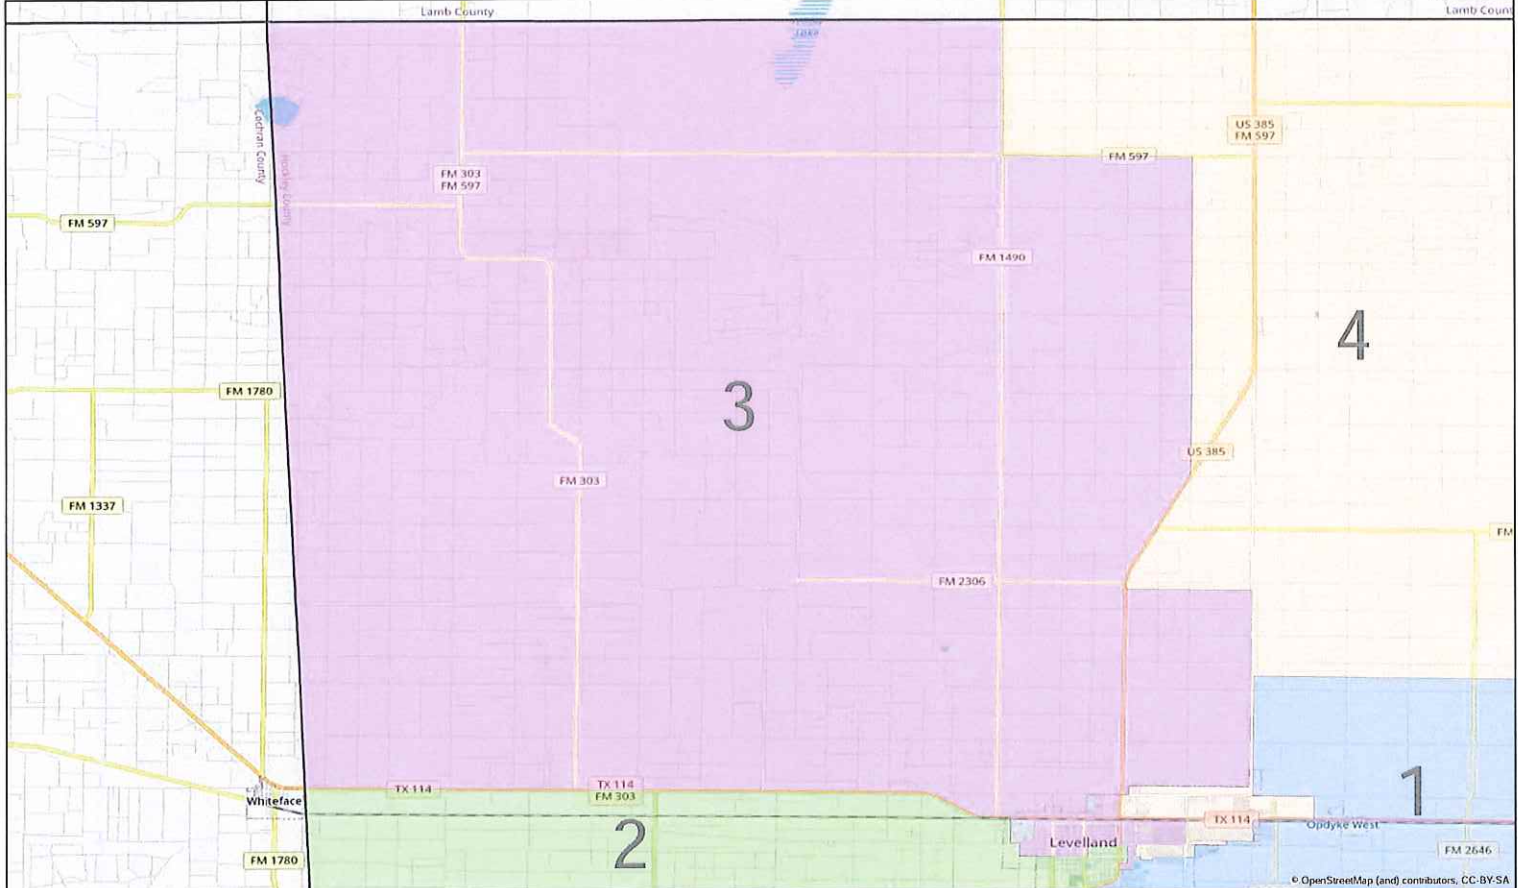 Lamb County
Lamb Count
Lake
Cochran County
Hockley County
US 385
FM 597
FM 597
FM 303
FM 597
FM 597
FM 1490
4
FM 1780
3
US 385
FM 303
FM 1337
FM
FM 2306
TX 114
TX 114
FM 303
1
Whiteface
TX 114
Opdyke West
2
Levelland
FM 2646
FM 1780
© OpenStreetMap (and) contributors, CC-BY-SA